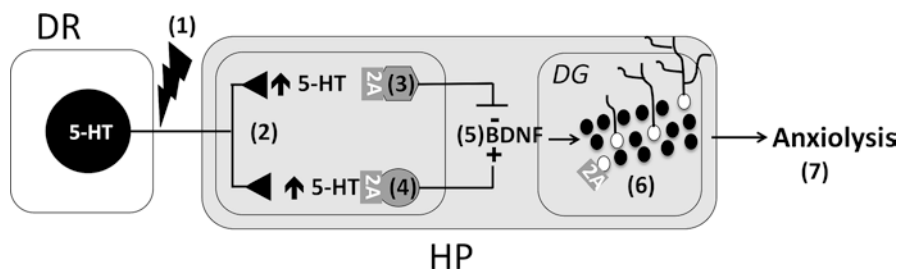 DR
(1)
5-HT
(2)
5-HT
2A
(3)
5-HT
2A
(4)
-
(5)BDNF
+
DG
2A
(6)
Anxiolysis
(7)
HP